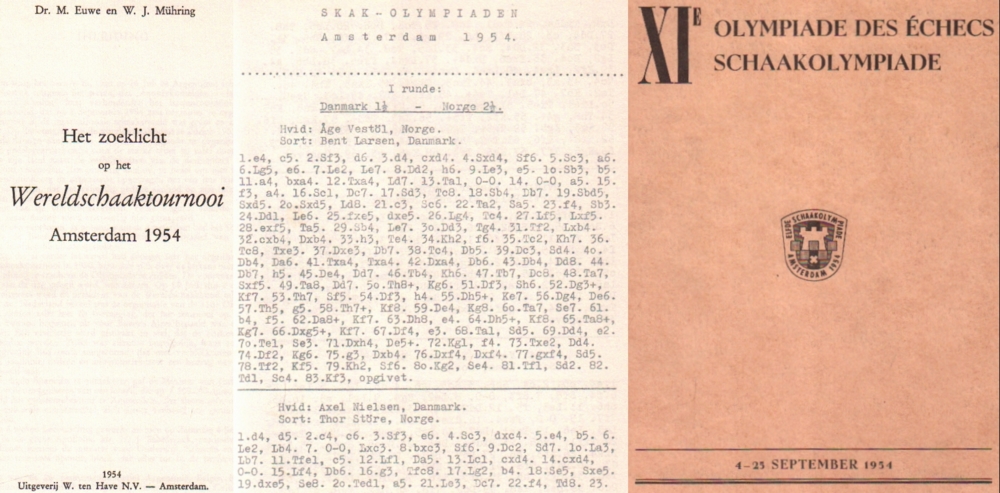 Dr. M. Euwe en W. J. Mühring
Het zoeklicht
op het
Wereldschaaktournooi
Amsterdam 1954
1954
Uitgeverij W. ten Have N.V. — Amsterdam.
SKAK-OLYMPIADEN
Amsterdam 1954.
I runde:
Danmark 1½ - Norge 2½.
Hvid: Åge Vestöl, Norge.
Sort: Bent Larsen, Danmark.
1.e4, c5. 2.Sf3, d6. 3.d4, cxd4. 4.Sxd4, Sf6. 5.Sc3, a6.
6.Lg5, e6. 7.Le2, Le7. 8.Dd2, h6. 9.Le3, e5. 1o.Sb3, b5.
11.a4, bxa4. 12.Txa4, Ld7. 13.Ta1, O-O. 14. O-O, a5. 15.
f3, a4. 16.Sc1, Dc7. 17.Sd3, Tc8. 18.Sb4, Db7. 19.Sbd5,
Sxd5. 2o.Sxd5, Ld8. 21.c3, Sc6. 22.Ta2, Sa5. 23.f4, Sb3.
24.Dd1, Le6. 25.fxe5, dxe5. 26.Lg4, Tc4. 27.Lf5, Lxf5.
28.exf5, Ta5. 29.Sb4, Le7. 3o.Dd3, Tg4. 31.Tf2, Lxb4.
32.cxb4, Dxb4. 33.h3, Te4. 34.Kh2, f6. 35.Tc2, Kh7. 36.
Tc8, Txe3. 37.Dxe3, Db7. 38.Tc4, Db5. 39.Dc3, Sd4. 4o.
Db4, Da6. 41.Txa4, Txa4. 42.Dxa4, Db6. 43.Db4, Dd8. 44.
Db7, h5. 45.De4, Dd7. 46.Tb4, Kh6. 47.Tb7, Dc8. 48.Ta7,
Sxf5. 49.Ta8, Dd7. 5o.Th8+, Kg6. 51.Df3, Sh6. 52.Dg3+,
Kf7. 53.Th7, Sf5. 54.Df3, h4. 55.Dh5+, Ke7. 56.Dg4, De6.
57.Th5, g5. 58.Th7+, Kf8. 59.De4, Kg8. 6o.Ta7, Se7. 61.
b4, f5. 62.Da8+, Kf7. 63.Dh8, e4. 64.Dh5+, Kf8. 65.Ta8+,
Kg7. 66.Dxg5+, Kf7. 67.Df4, e3. 68.Ta1, Sd5. 69.Dd4, e2.
7o.Te1, Se3. 71.Dxh4, De5+. 72.Kg1, f4. 73.Txe2, Dd4.
74.Df2, Kg6. 75.g3, Dxb4. 76.Dxf4, Dxf4. 77.gxf4, Sd5.
78.Tf2, Kf5. 79.Kh2, Sf6. 8o.Kg2, Se4. 81.Tf1, Sd2. 82.
Td1, Sc4. 83.Kf3, opgivet.
Hvid: Axel Nielsen, Danmark.
Sort: Thor Störe, Norge.
1.d4, d5. 2.c4, c6. 3.Sf3, e6. 4.Sc3, dxc4. 5.e4, b5. 6.
Le2, Lb4. 7. O-O, Lxc3. 8.bxc3, Sf6. 9.Dc2, Sd7. 1o.La3,
Lb7. 11.Tfe1, c5. 12.Lf1, Da5. 13.Lc1, cxd4. 14.cxd4,
O-O. 15.Lf4, Db6. 16.g3, Tfc8. 17.Lg2, b4. 18.Se5, Sxe5.
19.dxe5, Se8. 2o.Ted1, a5. 21.Le3, Dc7. 22.f4, Td8. 23.
XIE OLYMPIADE DES ÉCHECS
SCHAAKOLYMPIADE
AMSTERDAM 1954
4-25 SEPTEMBER 1954